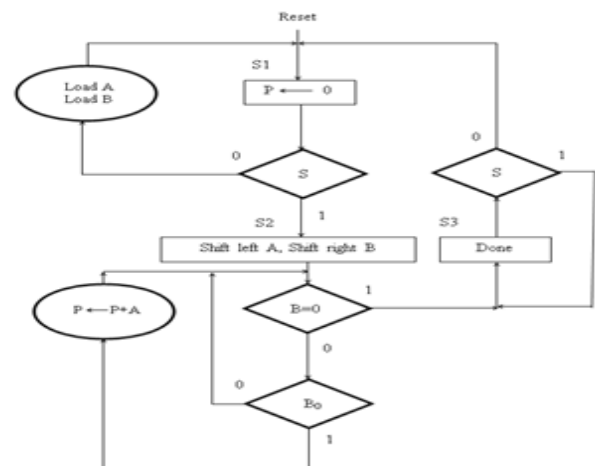 Reset
S1
Load A
Load B
P ← 0
0
S
1
0
S
1
S2
S3
Shift left A, Shift right B
Done
P ← P+A
B=0
1
0
0
B0
1